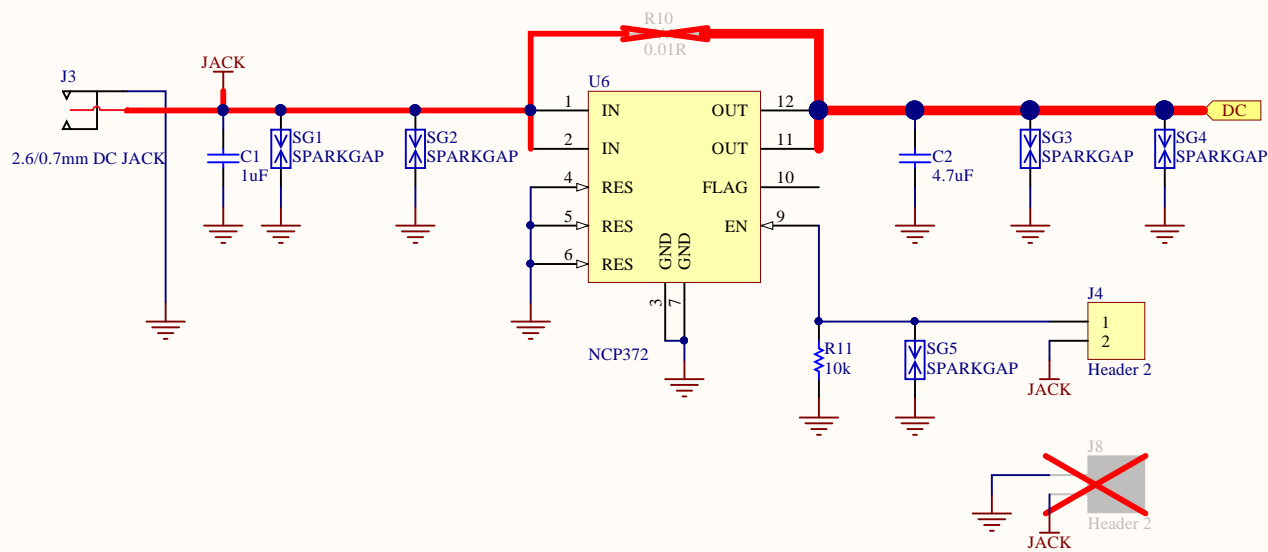 R10
0.01R
JACK
J3
2.6/0.7mm DC JACK
C1
1uF
SG1
SPARKGAP
SG2
SPARKGAP
U6
1
IN
2
IN
4
RES
5
RES
6
RES
OUT
12
OUT
11
FLAG
10
EN
9
GND
GND
3
7
NCP372
C2
4.7uF
SG3
SPARKGAP
SG4
SPARKGAP
DC
R11
10k
SG5
SPARKGAP
J4
1
2
Header 2
JACK
J8
Header 2
JACK